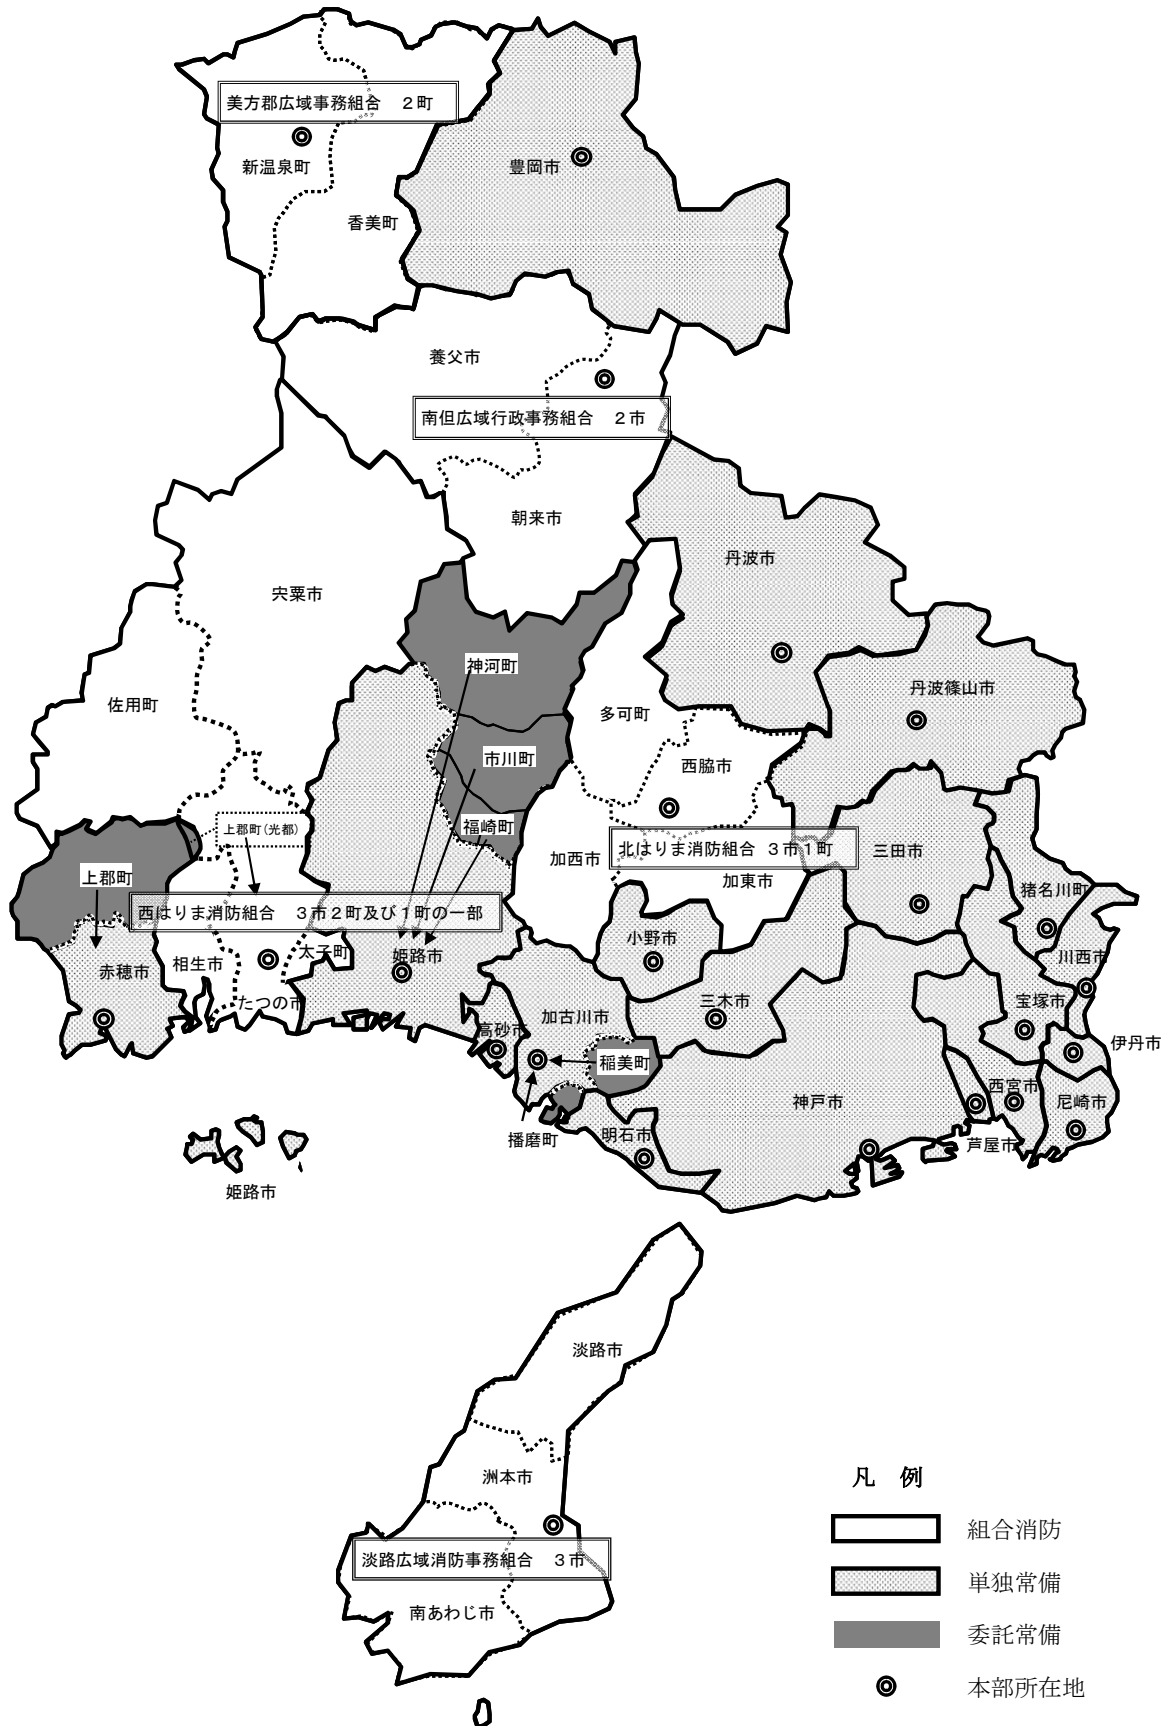 美方郡広域事務組合　２町
新温泉町
香美町
豊岡市
養父市
南但広域行政事務組合　２市
朝来市
丹波市
宍粟市
神河町
丹波篠山市
佐用町
多可町
市川町
西脇市
福崎町
上郡町(光都)
加西市
北はりま消防組合　３市１町
三田市
上郡町
加東市
猪名川町
西はりま消防組合　３市２町及び１町の一部
小野市
太子町
姫路市
川西市
赤穂市
相生市
たつの市
三木市
宝塚市
高砂市
加古川市
伊丹市
稲美町
西宮市
神戸市
尼崎市
播磨町
明石市
芦屋市
姫路市
淡路市
洲本市
淡路広域消防事務組合　３市
南あわじ市
凡　例
組合消防
単独常備
委託常備
本部所在地